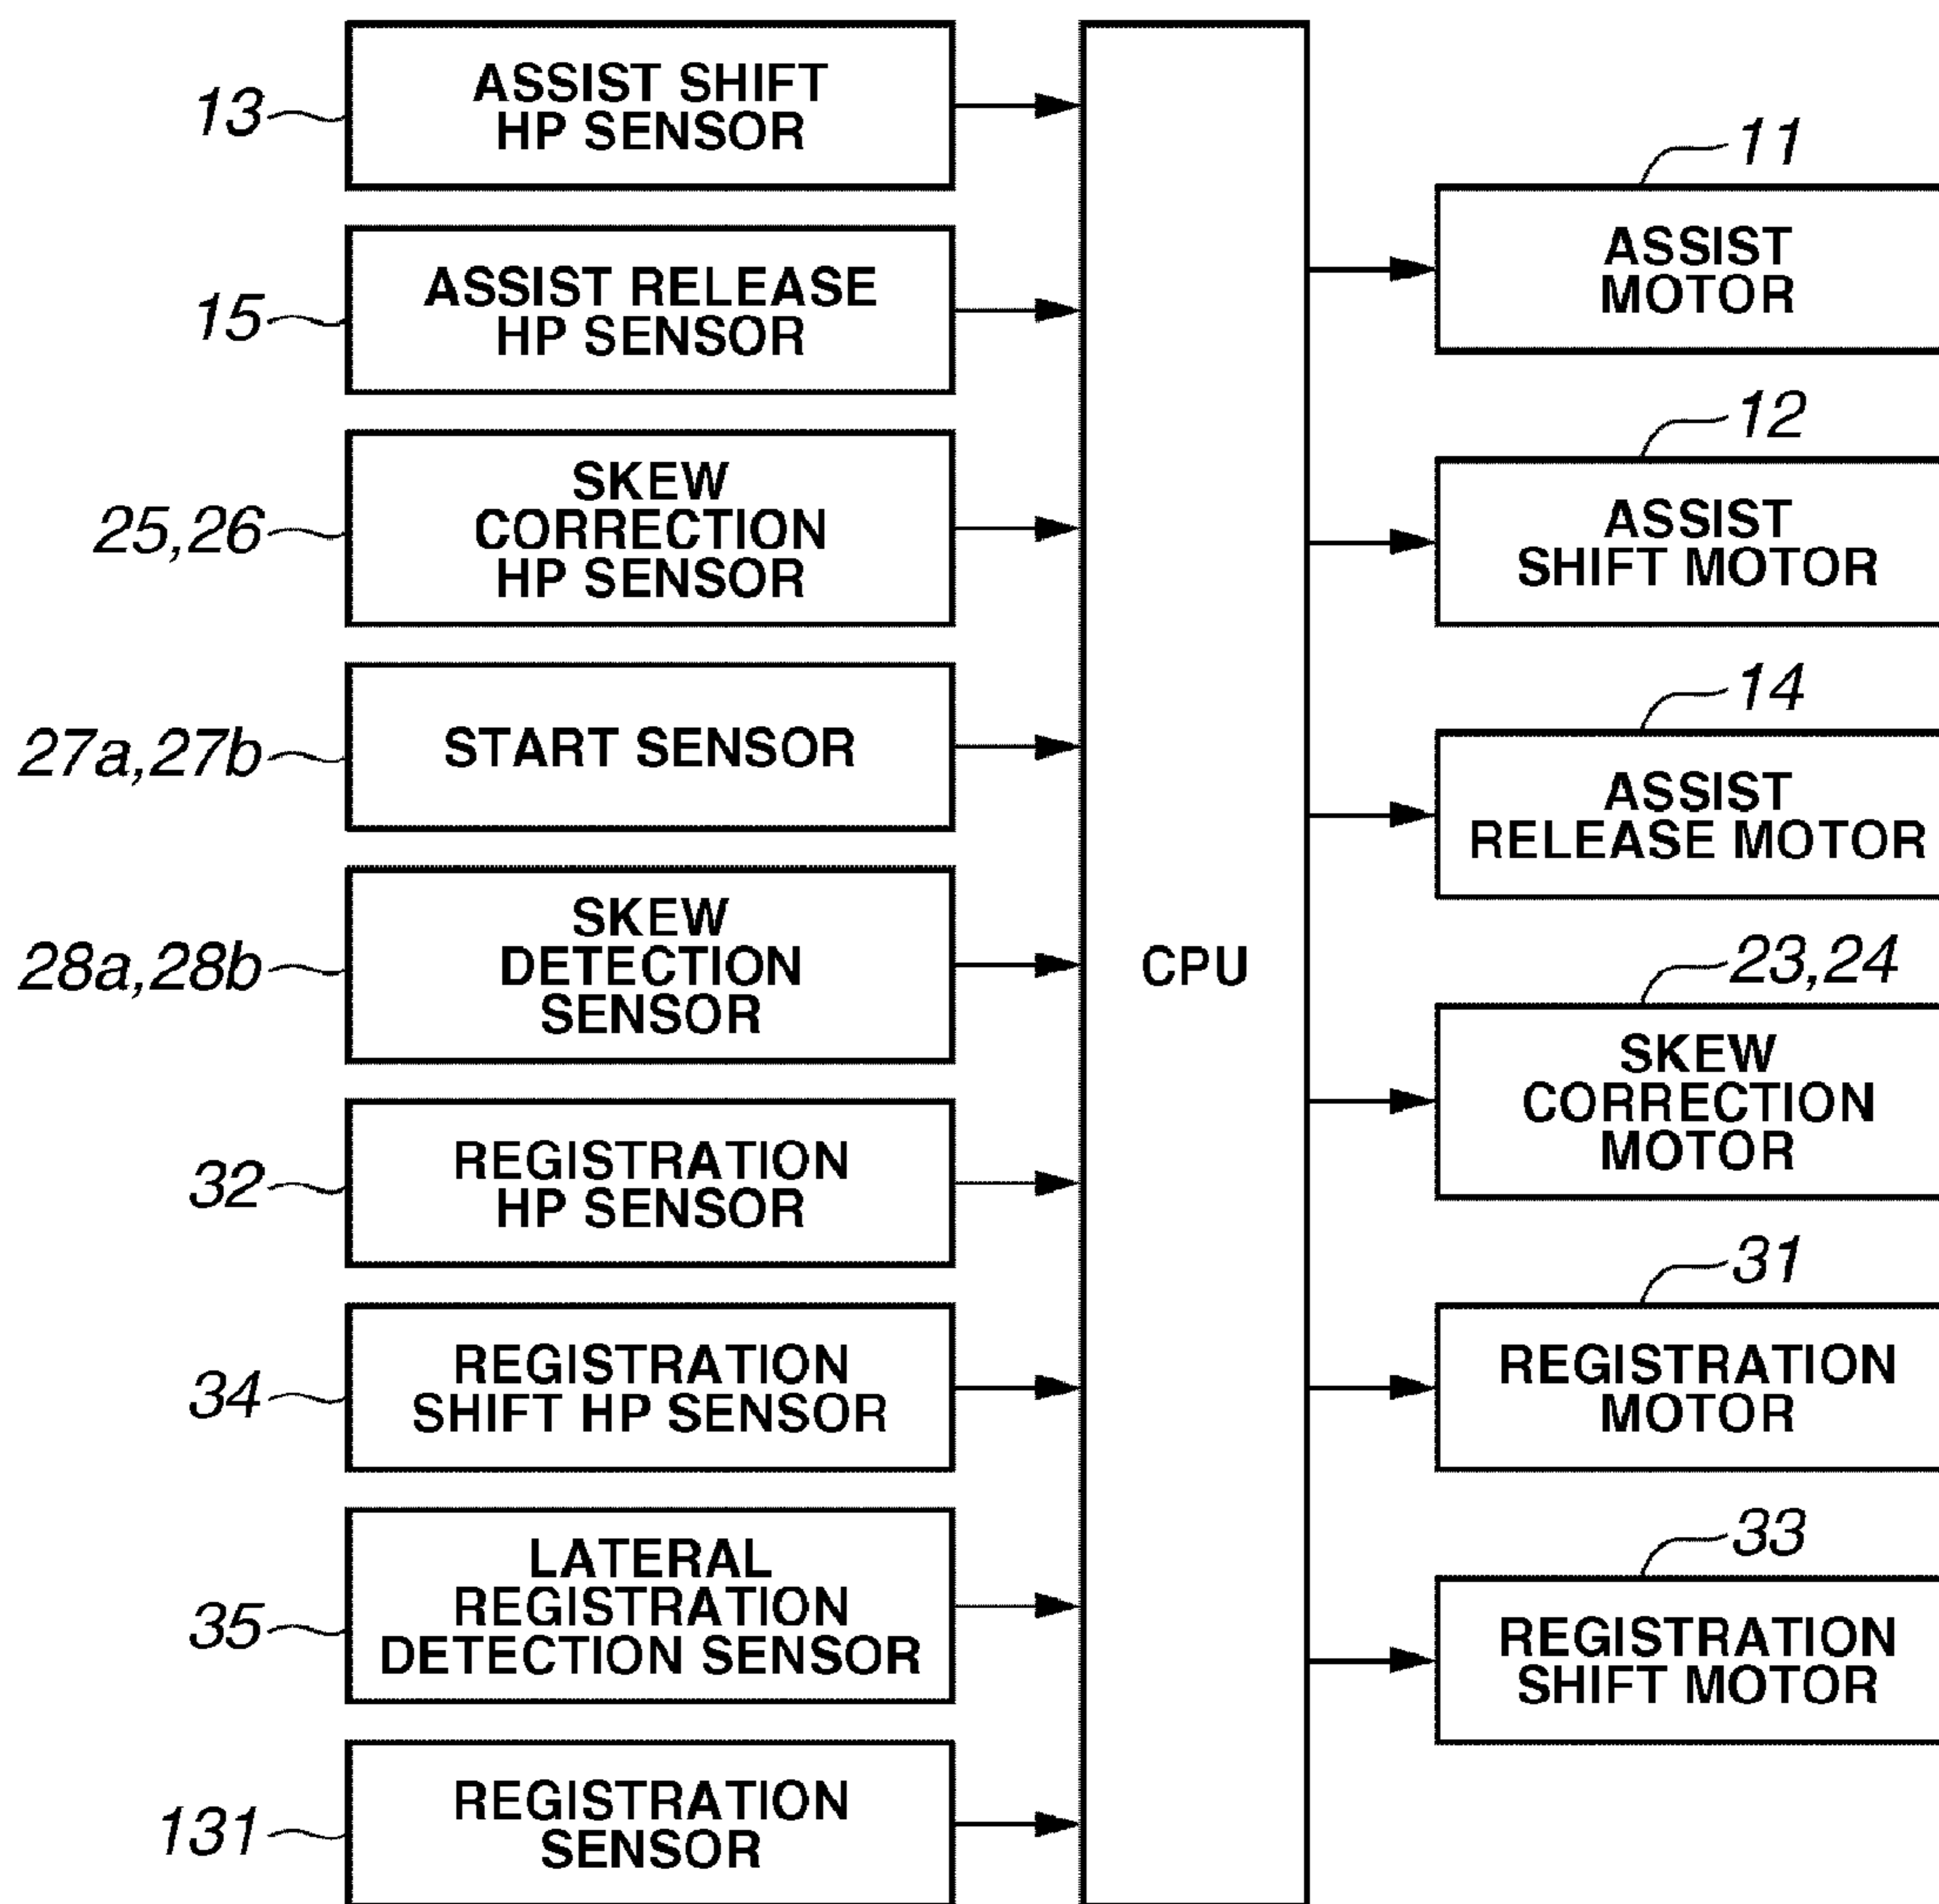 13
ASSIST SHIFT
HP SENSOR
15
ASSIST RELEASE
HP SENSOR
25,26
SKEW
CORRECTION
HP SENSOR
27a,27b
START SENSOR
28a,28b
SKEW
DETECTION
SENSOR
32
REGISTRATION
HP SENSOR
34
REGISTRATION
SHIFT HP SENSOR
35
LATERAL
REGISTRATION
DETECTION SENSOR
131
REGISTRATION
SENSOR
CPU
11
ASSIST
MOTOR
12
ASSIST
SHIFT MOTOR
14
ASSIST
RELEASE MOTOR
23,24
SKEW
CORRECTION
MOTOR
31
REGISTRATION
MOTOR
33
REGISTRATION
SHIFT MOTOR